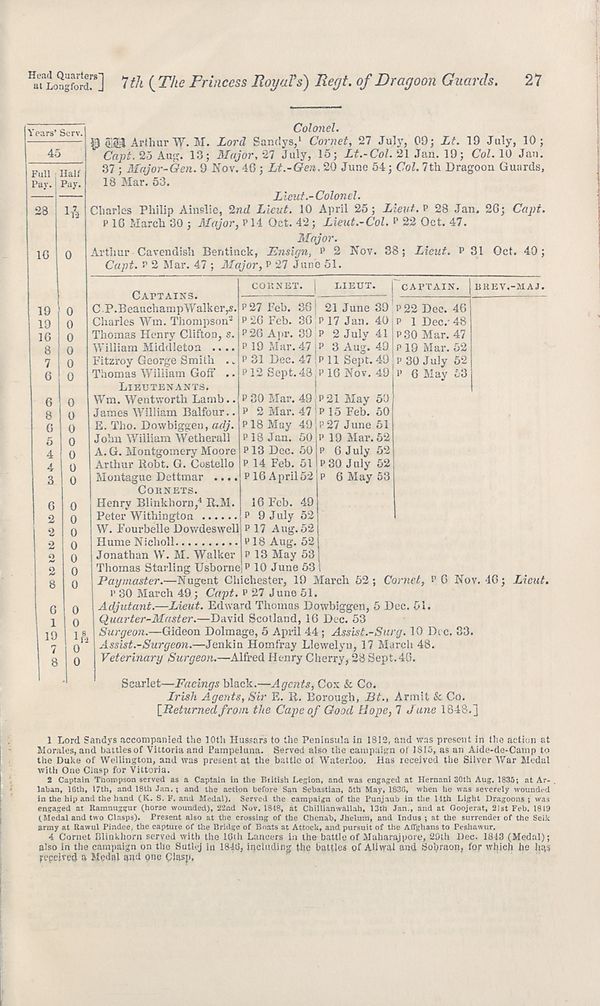 Head Quarters at Longford.] 7th (The Princess Royal's) Regt. of Dragoon Guards. 27
Years' Serv.
45
Full Pay. Half Pay.
Colonel.
Arthur W. M. Lord Sandys,¹ Cornet, 27 July, 09; Lt. 19 July, 10;
Capt. 25 Aug. 13; Major, 27 July, 15; Lt.-Col. 21 Jan. 19; Col. 10 Jan.
37; Major-Gen. 9 Nov. 46; Lt.-Gen. 20 June 54; Col. 7th Dragoon Guards,
18 Mar. 53.
Lieut.-Colonel.
28 1 7/12 Charles Philip Ainslie, 2nd Lieut. 10 April 25; Lieut. P 28 Jan. 26; Capt.
P 16 March 30; Major, P 14 Oct. 42; Lieut.-Col. P 22 Oct. 47.
Major.
16 0 Arthur Cavendish Bentinck, Ensign, P 2 Nov. 38; Lieut. P 31 Oct. 40;
Capt. P 2 Mar. 47; Major, P 27 June 51.
CAPTAINS. CORNET. LIEUT. CAPTAIN. BREV.-MAJ.
19 0 C.P.BeauchampWalker,s. P 27 Feb. 36 21 June 39 P 22 Dec. 46
19 0 Charles Wm. Thompson² P 26 Feb. 36 P 17 Jan. 40 P 1 Dec. 48
16 0 Thomas Henry Clifton, s. P 26 Apr. 39 P 2 July 41 P 30 Mar. 47
8 0 William Middleton .... P 19 Mar. 47 P 3 Aug. 49 P 19 Mar. 52
7 0 Fitzroy George Smith .. P 31 Dec. 47 P 11 Sept. 49 P 30 July 52
6 0 Thomas William Goff .. P 12 Sept. 48 P 16 Nov. 49 P 6 May 53
LIEUTENANTS.
6 0 Wm. Wentworth Lamb.. P 30 Mar. 49 P 21 May 50
8 0 James William Balfour.. P 2 Mar. 47 P 15 Feb. 50
6 0 E. Tho. Dowbiggen, adj. P 18 May 49 P 27 June 51
5 0 John William Wetherall P 18 Jan. 50 P 19 Mar. 52
4 0 A.G. Montgomery Moore P 13 Dec. 50 P 6 July 52
4 0 Arthur Robt. G. Costello P 14 Feb. 51 P 30 July 52
3 0 Montague Dettmar .... P 16 April 52 P 6 May 53
CORNETS.
6 0 Henry Blinkhorn,⁴ R.M. 16 Feb. 49
2 0 Peter Withington ...... P 9 July 52
2 0 W. Fourbelle Dowdeswell P 17 Aug. 52
2 0 Hume Nicholl.......... P 18 Aug. 52
2 0 Jonathan W. M. Walker P 13 May 53
2 0 Thomas Starling Usborne P 10 June 53
8 0 Paymaster.—Nugent Chichester, 19 March 52; Cornet, P 6 Nov. 46; Lieut.
P 30 March 49; Capt. P 27 June 51.
6 0 Adjutant.—Lieut. Edward Thomas Dowbiggen, 5 Dec. 51.
1 0 Quarter-Master.—David Scotland, 16 Dec. 53
19 1 8/12 Surgeon.—Gideon Dolmage, 5 April 44; Assist.-Surg. 10 Dec. 33.
7 0 Assist.-Surgeon.—Jenkin Homfray Llewelyn, 17 March 48.
8 0 Veterinary Surgeon.—Alfred Henry Cherry, 28 Sept. 46.
Scarlet—Facings black.—Agents, Cox & Co.
Irish Agents, Sir E. R. Borough, Bt., Armit & Co.
[Returned from the Cape of Good Hope, 7 June 1848.]
1 Lord Sandys accompanied the 10th Hussars to the Peninsula in 1812, and was present in the action at
Morales, and battles of Vittoria and Pampeluna. Served also the campaign of 1815, as an Aide-de-Camp to
the Duke of Wellington, and was present at the battle of Waterloo. Has received the Silver War Medal
with One Clasp for Vittoria.
2 Captain Thompson served as a Captain in the British Legion, and was engaged at Hernani 30th Aug. 1835; at Ar-
laban, 16th, 17th, and 18th Jan.; and the action before San Sebastian, 5th May, 1836, when he was severely wounded
in the hip and the hand (K. S. F. and Medal). Served the campaign of the Punjaub in the 14th Light Dragoons; was
engaged at Ramnuggur (horse wounded), 22nd Nov. 1848, at Chillianwallah, 13th Jan., and at Goojerat, 21st Feb. 1849
(Medal and two Clasps). Present also at the crossing of the Chenab, Jhelum, and Indus; at the surrender of the Seik
army at Rawul Pindee, the capture of the Bridge of Boats at Attock, and pursuit of the Affghans to Peshawur.
4 Cornet Blinkhorn served with the 16th Lancers in the battle of Maharajpore, 29th Dec. 1843 (Medal);
also in the campaign on the Sutlej in 1846, including the battles of Aliwal and Sobraon, for which he has
received a Medal and one Clasp.